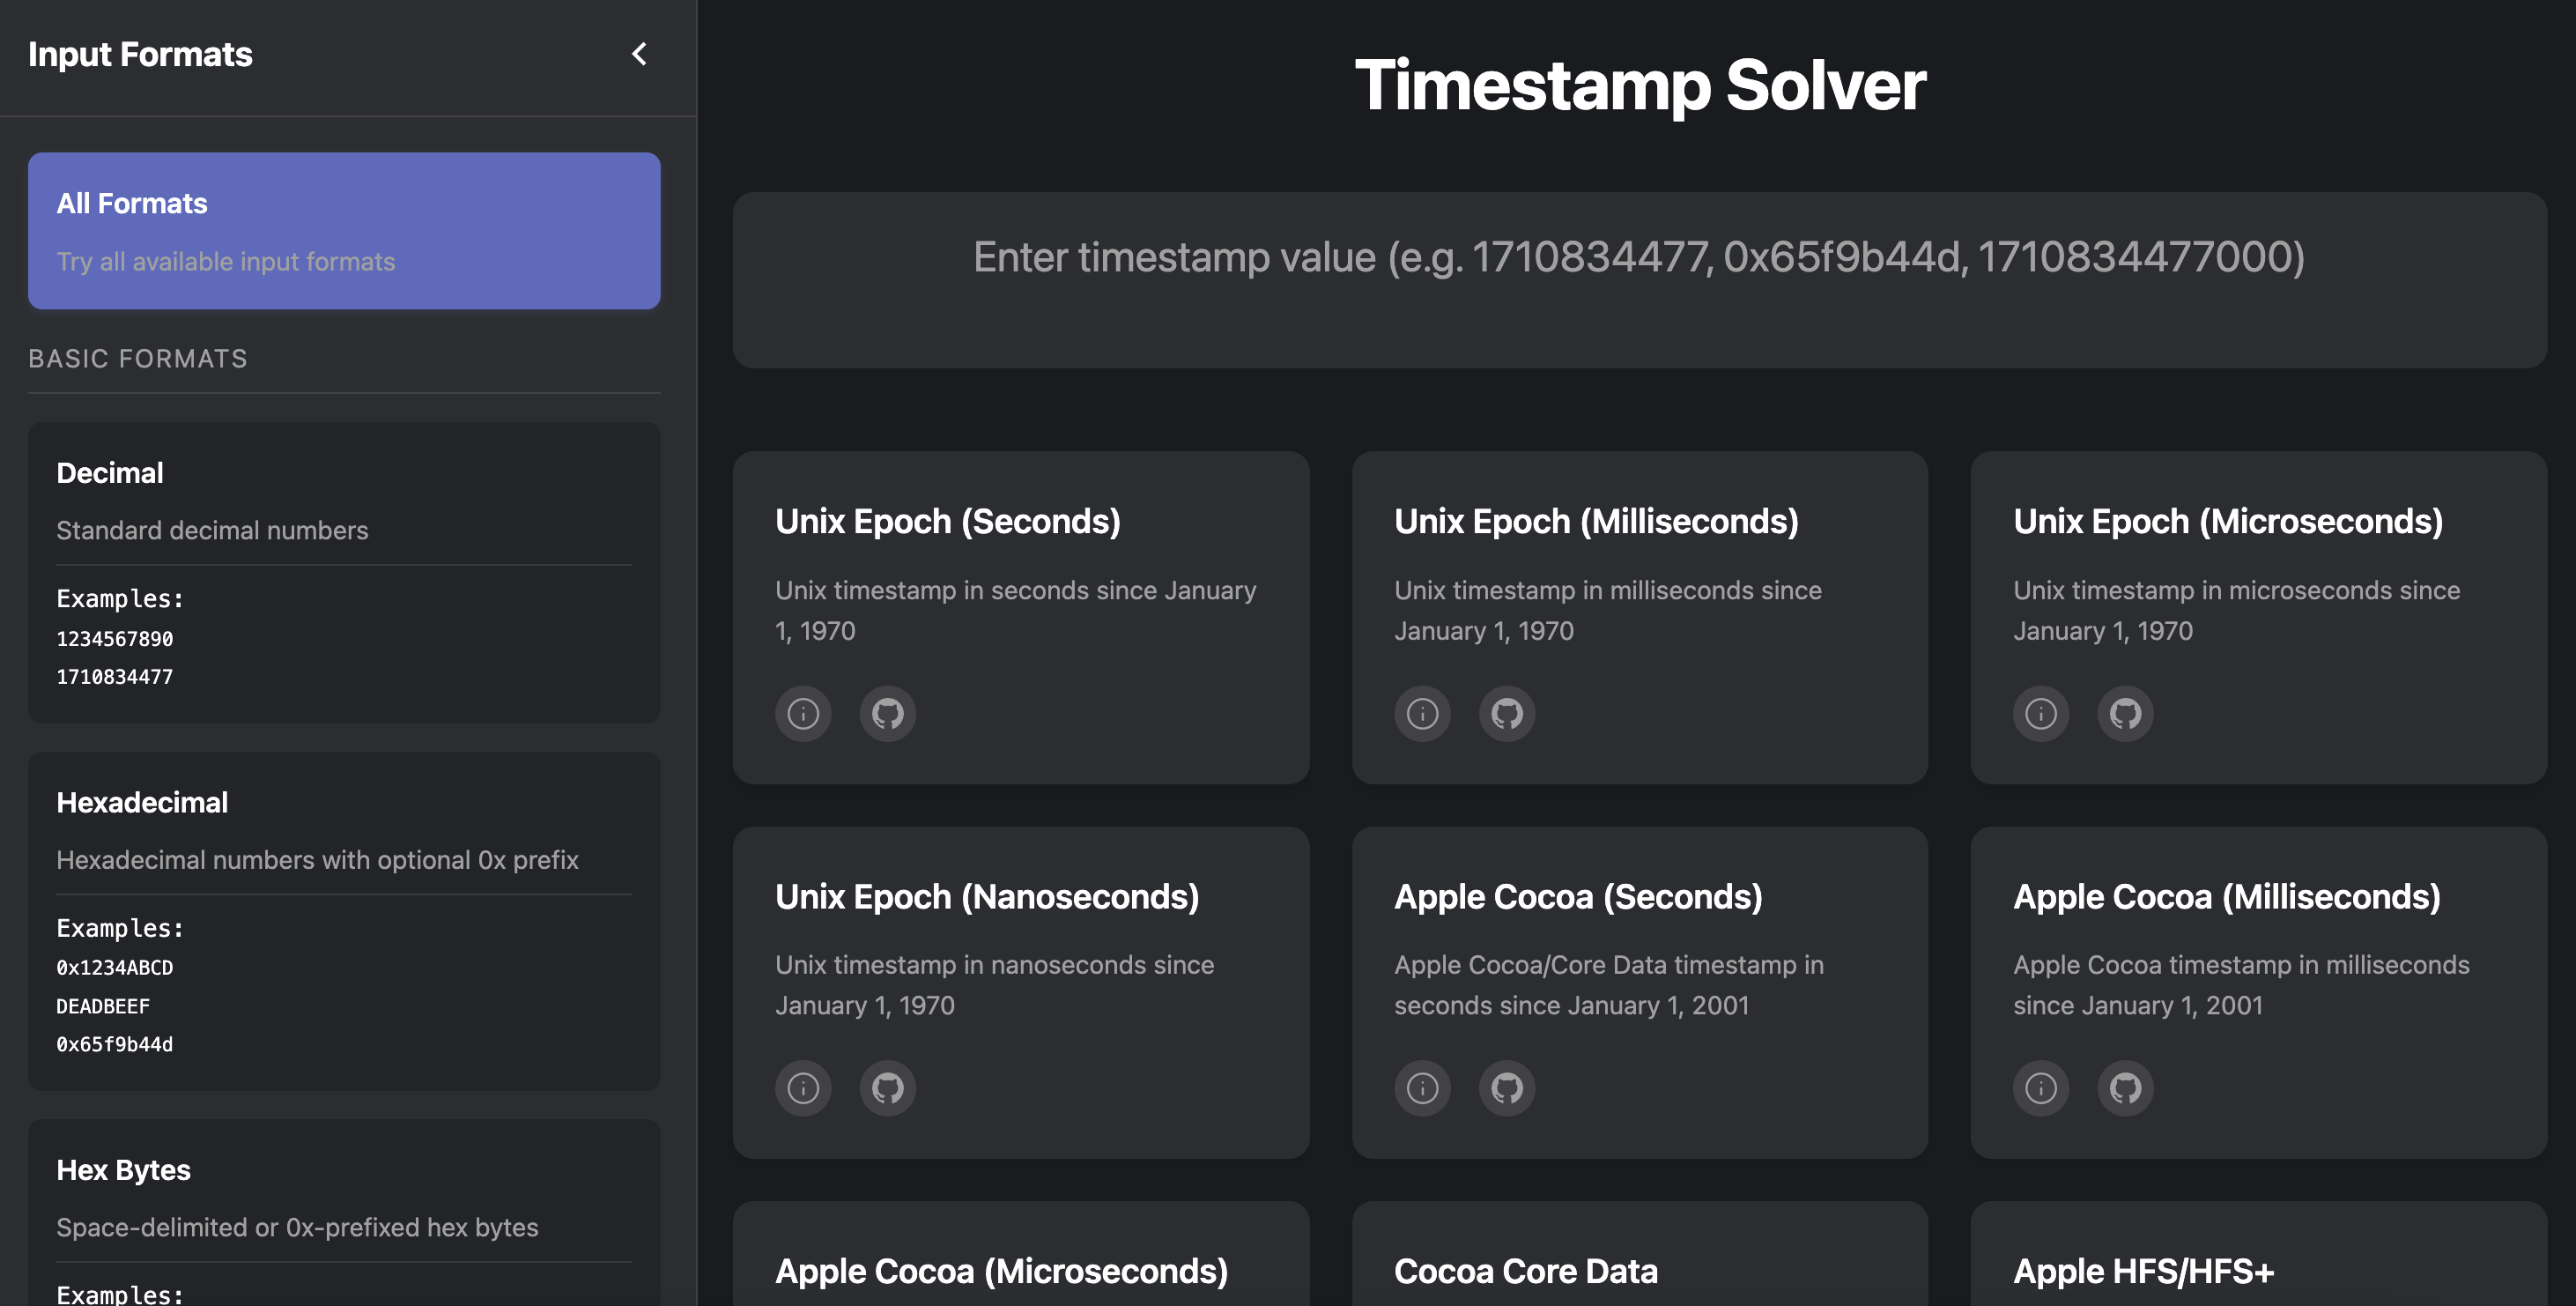 Input Formats
All Formats
Try all available input formats
BASIC FORMATS
Decimal
Standard decimal numbers
Examples:
1234567890
1710834477
Hexadecimal
Hexadecimal numbers with optional 0x prefix
Examples:
0x1234ABCD
DEADBEEF
0x65f9b44d
Hex Bytes
Space-delimited or 0x-prefixed hex bytes
Examples:
Timestamp Solver
Enter timestamp value (e.g. 1710834477, 0x65f9b44d, 1710834477000)
Unix Epoch (Seconds)
Unix timestamp in seconds since January
1, 1970
Unix Epoch (Milliseconds)
Unix timestamp in milliseconds since
January 1, 1970
Unix Epoch (Microseconds)
Unix timestamp in microseconds since
January 1, 1970
Unix Epoch (Nanoseconds)
Unix timestamp in nanoseconds since
January 1, 1970
Apple Cocoa (Seconds)
Apple Cocoa/Core Data timestamp in
seconds since January 1, 2001
Apple Cocoa (Milliseconds)
Apple Cocoa timestamp in milliseconds
since January 1, 2001
Apple Cocoa (Microseconds)
Cocoa Core Data
Apple HFS/HFS+